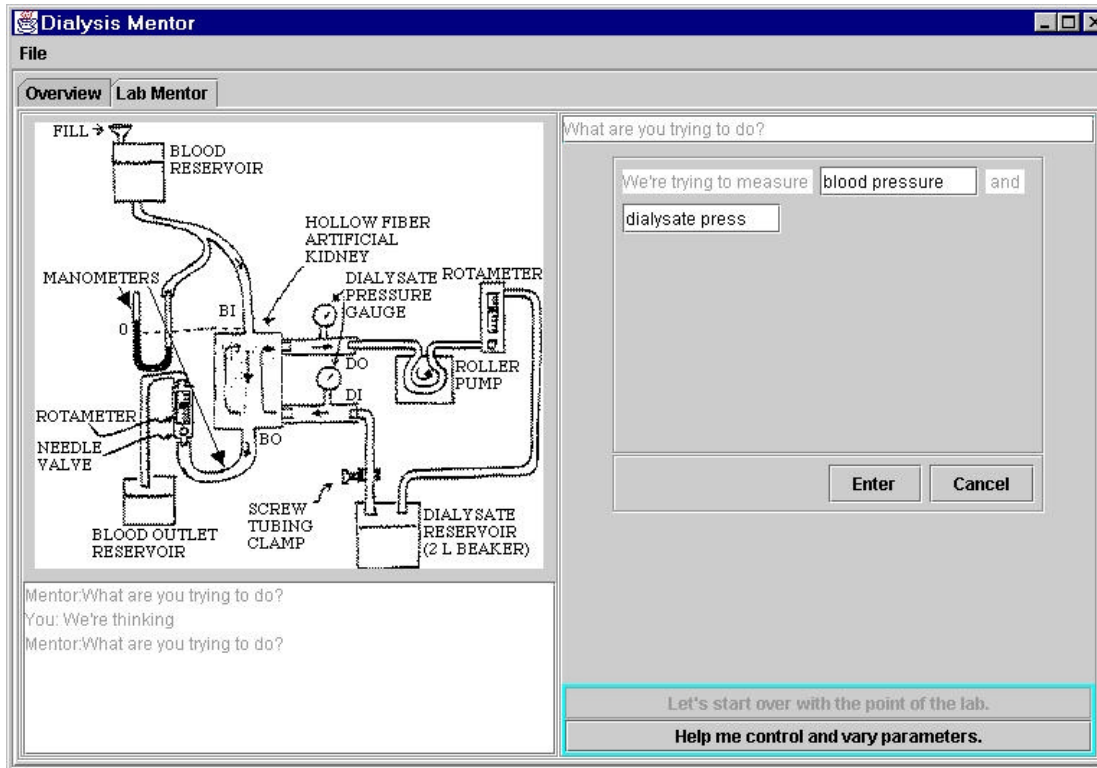 Dialysis Mentor
File
Overview
Lab Mentor
FILL
BLOOD
RESERVOIR
HOLLOW FIBER
ARTIFICIAL
KIDNEY
MANOMETERS
DIALYSATE
PRESSURE
GAUGE
ROTAMETER
BI
0
DO
ROLLER
PUMP
DI
ROTAMETER
NEEDLE
VALVE
BO
SCREW
TUBING
CLAMP
BLOOD OUTLET
RESERVOIR
DIALYSATE
RESERVOIR
(2 L BEAKER)
Mentor:What are you trying to do?
You: We're thinking
Mentor:What are you trying to do?
What are you trying to do?
We're trying to measure blood pressure and
dialysate press
Enter
Cancel
Let's start over with the point of the lab.
Help me control and vary parameters.